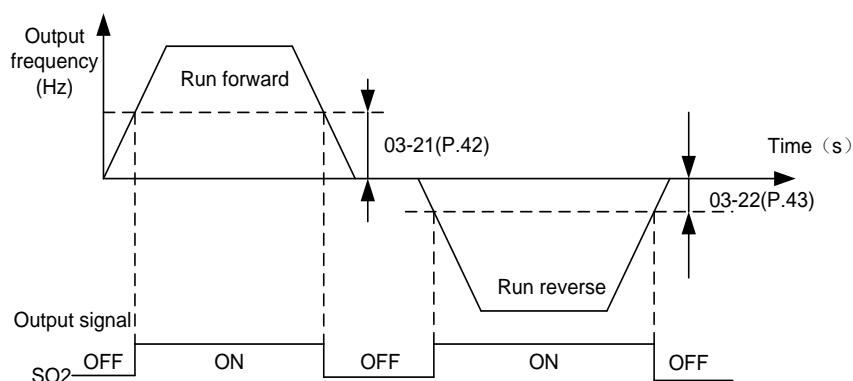 Output
frequency
(Hz)
Run forward
03-21(P.42)
Time（s）
03-22(P.43)
Run reverse
Output signal
SO2 OFF ON OFF ON OFF